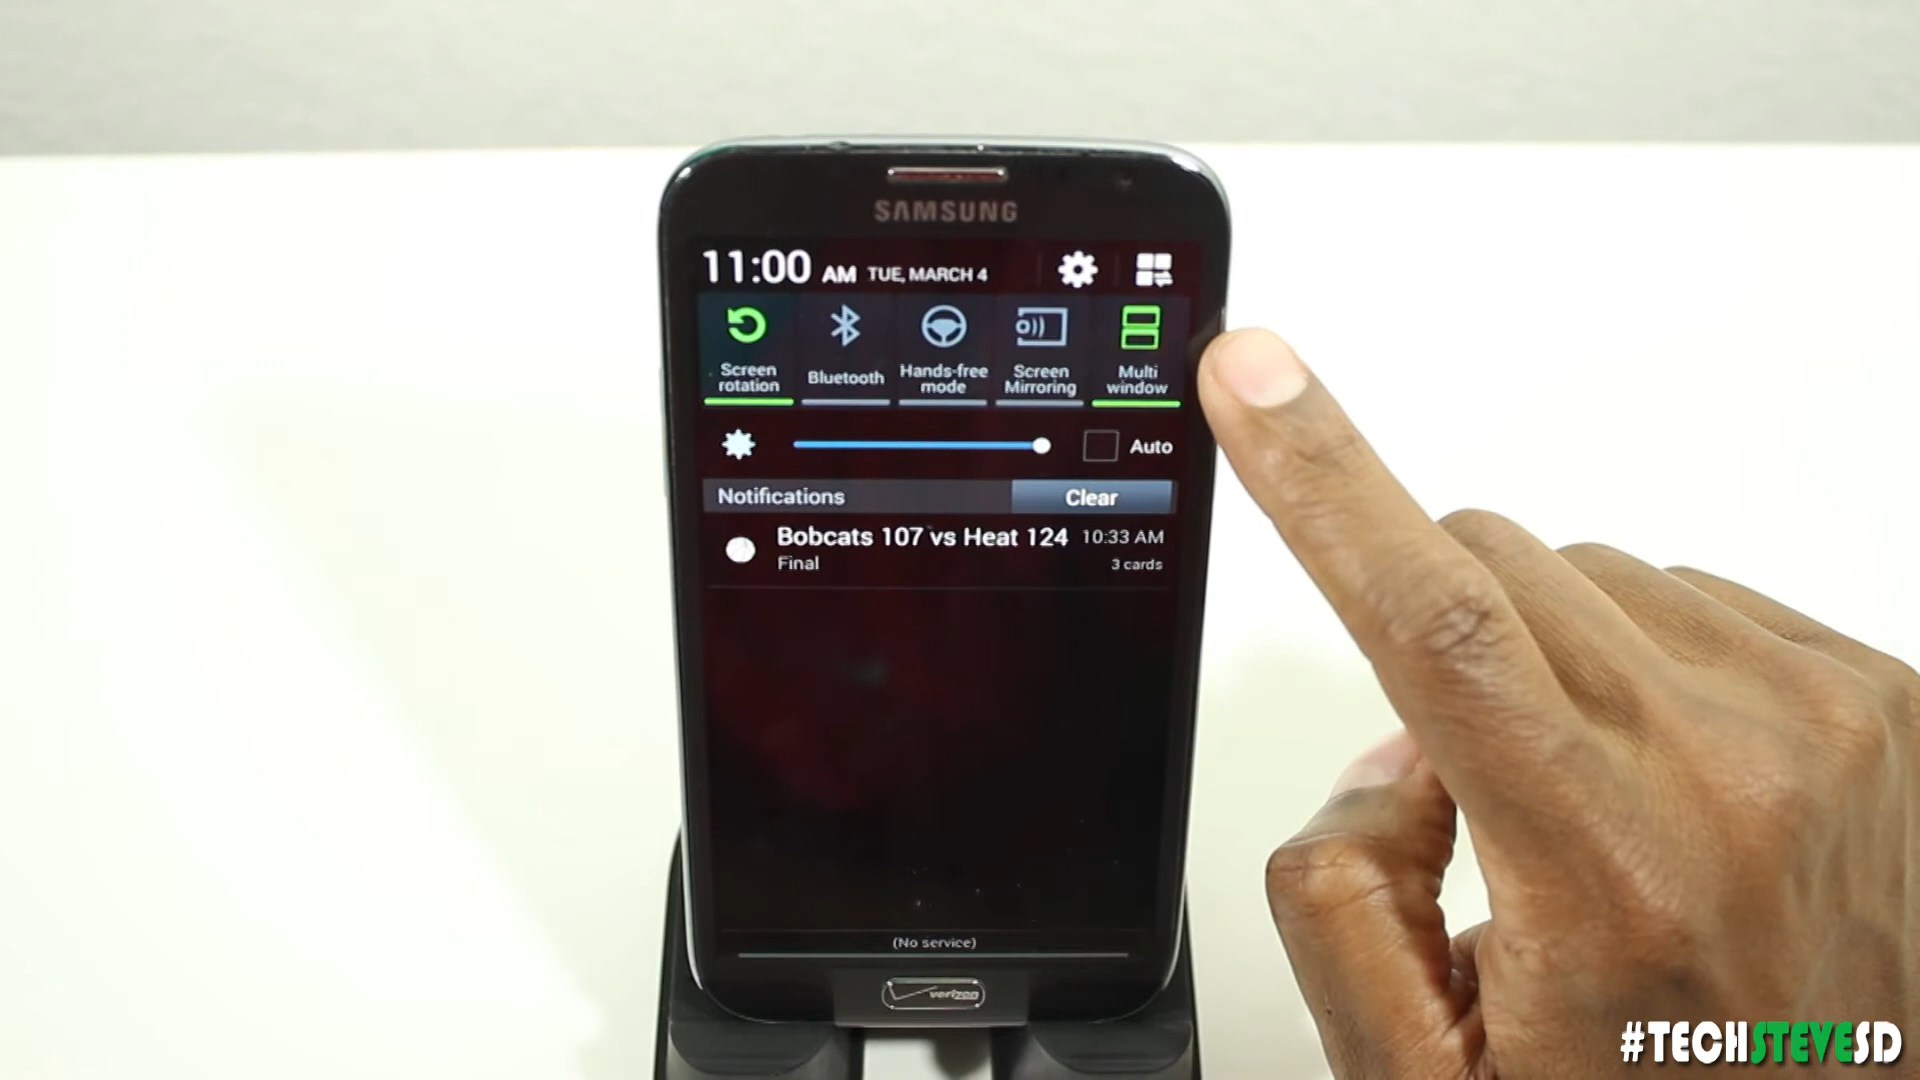 SAMSUNG
11:00 AM TUE, MARCH 4
Screen rotation
Bluetooth
Hands-free mode
Screen Mirroring
Multi window
Auto
Notifications Clear
Bobcats 107 vs Heat 124 10:33 AM
Final 3 cards
(No service)
verizon
#TECHSTEVESD